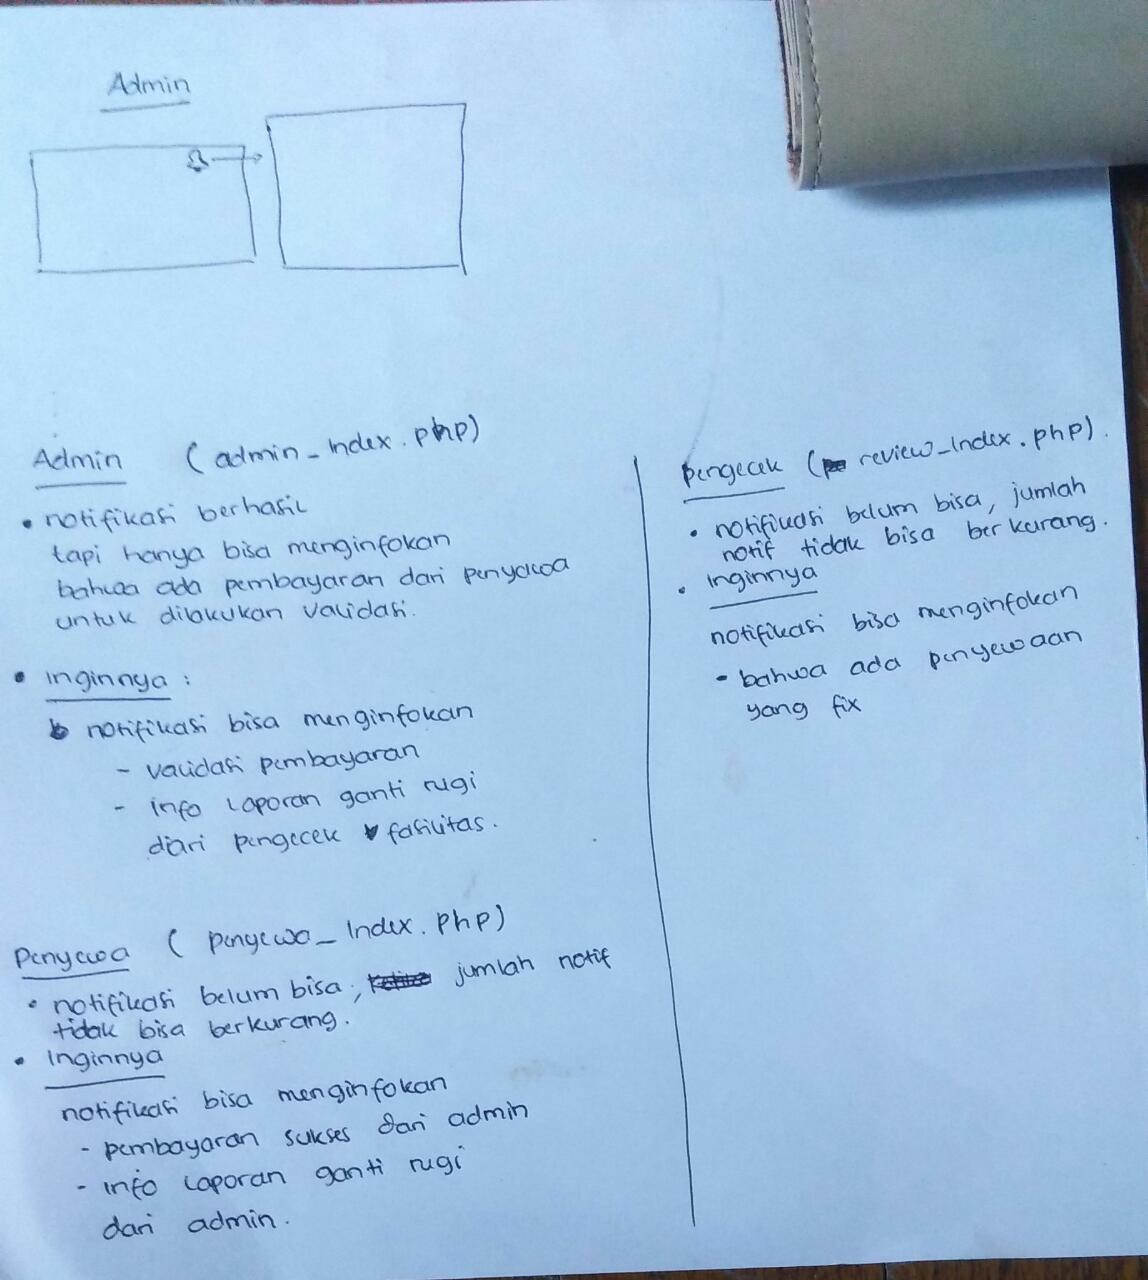 Admin
Admin (admin_Index.php)
• notifikasi berhasil
tapi hanya bisa menginfokan
bahwa ada pembayaran dari penyewa
untuk dilakukan validasi.
• Inginnya :
notifikasi bisa menginfokan
- validasi pembayaran
- info laporan ganti rugi
dari pengecek fasilitas.
Penyewa (penyewa_Index.php)
• notifikasi belum bisa, jumlah notif
tidak bisa berkurang.
• Inginnya
notifikasi bisa menginfokan
- pembayaran sukses dari admin
- info laporan ganti rugi
dari admin.
pengecek (review_Index.php).
• notifikasi belum bisa, jumlah
notif tidak bisa berkurang.
• Inginnya
notifikasi bisa menginfokan
- bahwa ada penyewaan
yang fix